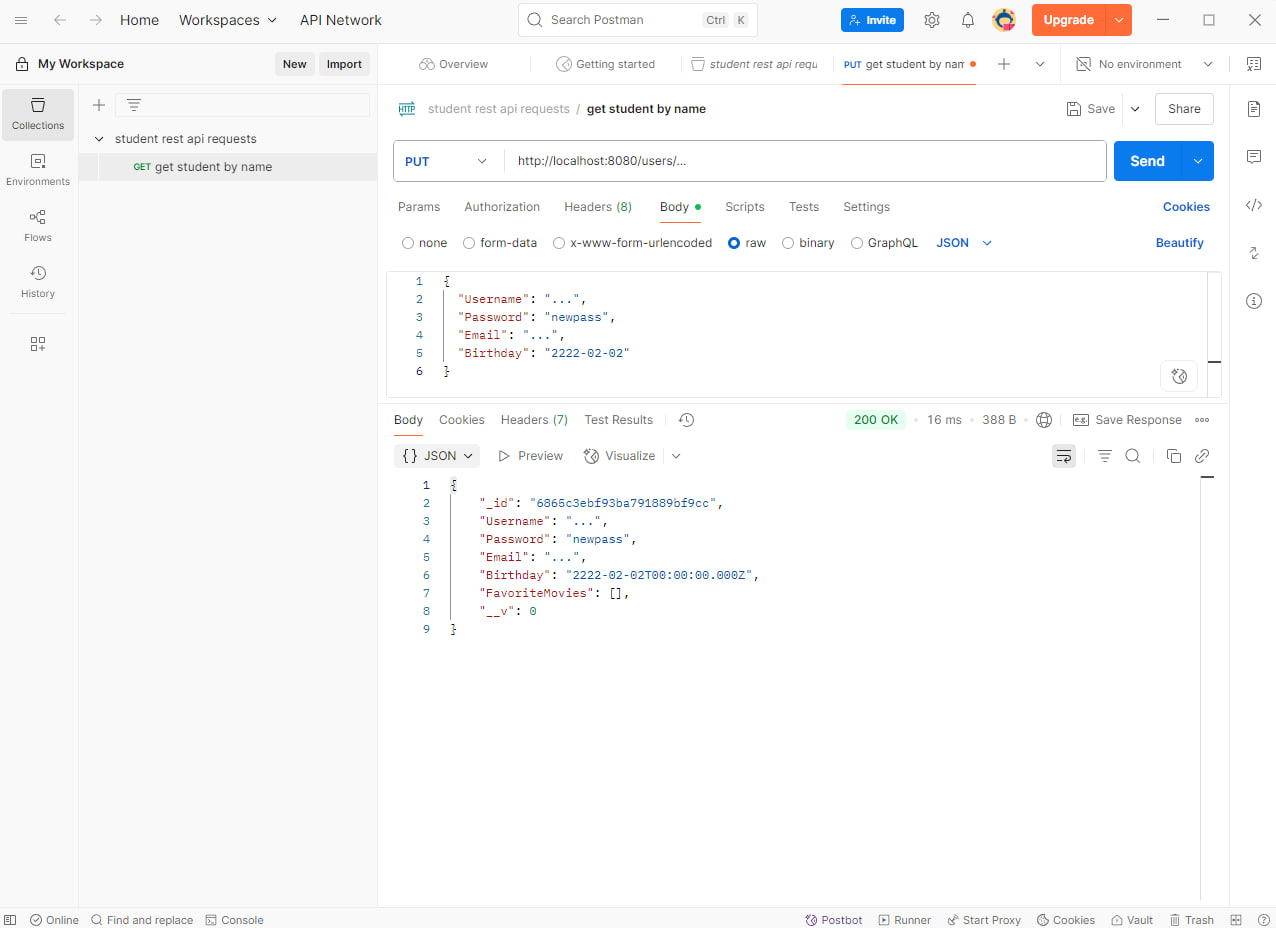 Home Workspaces API Network Search Postman Ctrl K Invite Upgrade
My Workspace New Import Overview Getting started student rest api requ PUT get student by nam No environment
Collections
Environments
Flows
History
student rest api requests
GET get student by name
HTTP student rest api requests / get student by name Save Share
PUT http://localhost:8080/users/... Send
Params Authorization Headers (8) Body Scripts Tests Settings Cookies
none form-data x-www-form-urlencoded raw binary GraphQL JSON Beautify
1 {
2 "Username": "...",
3 "Password": "newpass",
4 "Email": "...",
5 "Birthday": "2222-02-02"
6 }
Body Cookies Headers (7) Test Results 200 OK • 16 ms • 388 B • e.g. Save Response
{} JSON Preview Visualize
1 {
2 "_id": "6865c3ebf93ba791889bf9cc",
3 "Username": "...",
4 "Password": "newpass",
5 "Email": "...",
6 "Birthday": "2222-02-02T00:00:00.000Z",
7 "FavoriteMovies": [],
8 "__v": 0
9 }
Online Find and replace Console Postbot Runner Start Proxy Cookies Vault Trash